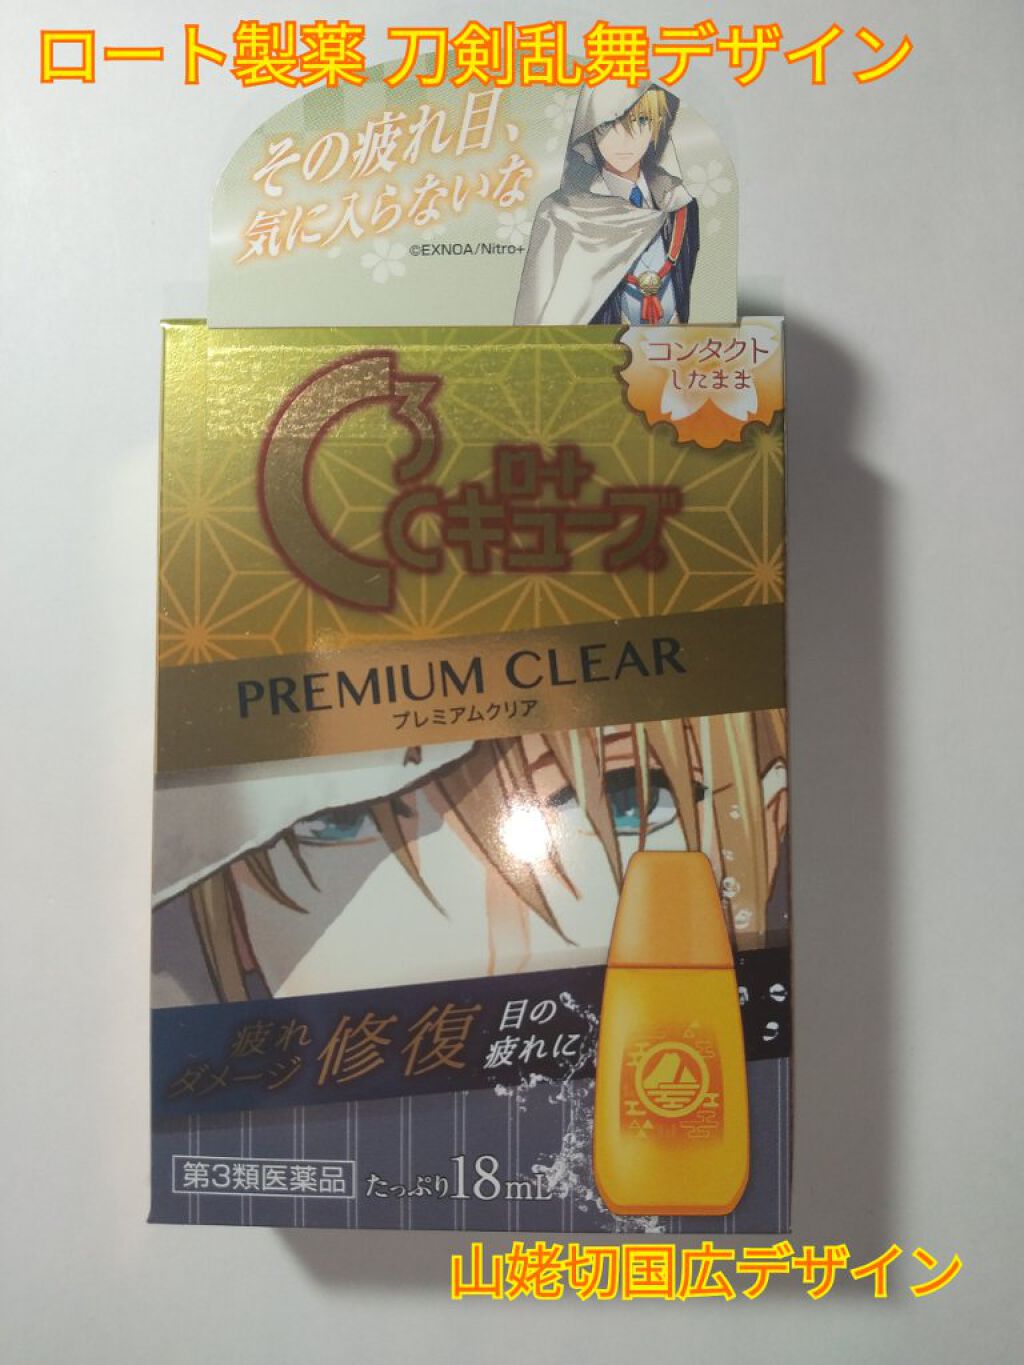 ロート製薬 刀剣乱舞デザイン
その疲れ目、
気に入らないな
©EXNOA/Nitro+
コンタクト
したまま
C3
ロート
Cキューブ
PREMIUM CLEAR
プレミアムクリア
疲れ
ダメージ
修復
目の
疲れに
第3類医薬品
たっぷり18mL
山姥切国広デザイン